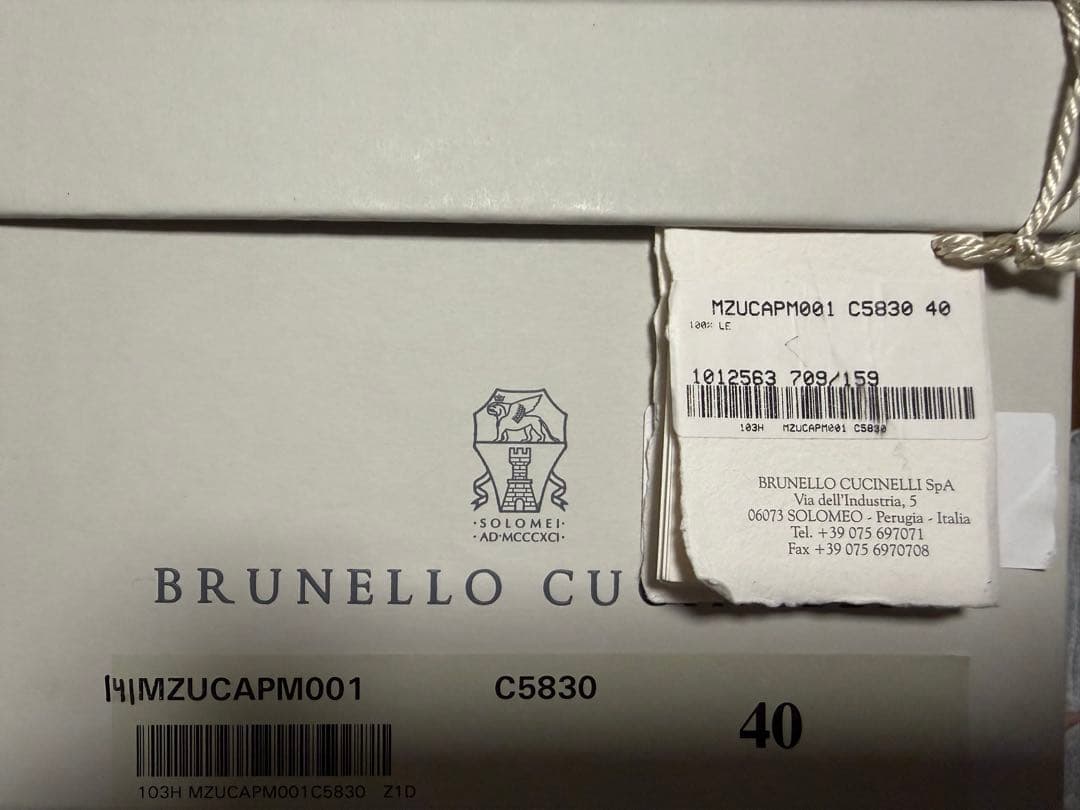 MZUCAPM001 C5830 40
100% LE
1012563 709/159
103H MZUCAPM001 C5830
BRUNELLO CUCINELLI SpA
Via dell'Industria, 5
06073 SOLOMEO - Perugia - Italia
Tel. +39 075 697071
Fax +39 075 6970708
·SOLOMEI·
·AD·MCCCXCI·
BRUNELLO CU
141MZUCAPM001 C5830
40
103H MZUCAPM001C5830 Z1D